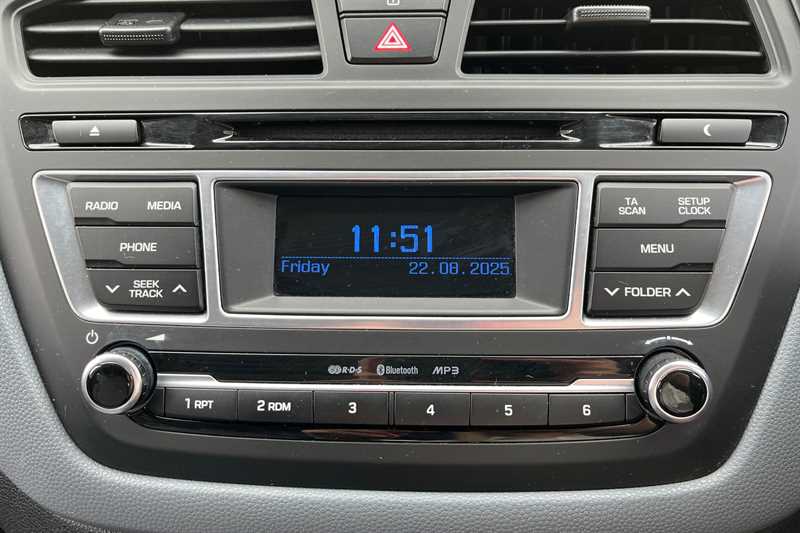 RADIO MEDIA
PHONE
SEEK
TRACK
11:51
Friday 22.08.2025
TA
SCAN
SETUP
CLOCK
MENU
FOLDER
R·D·S Bluetooth MP3
1 RPT 2 RDM 3 4 5 6